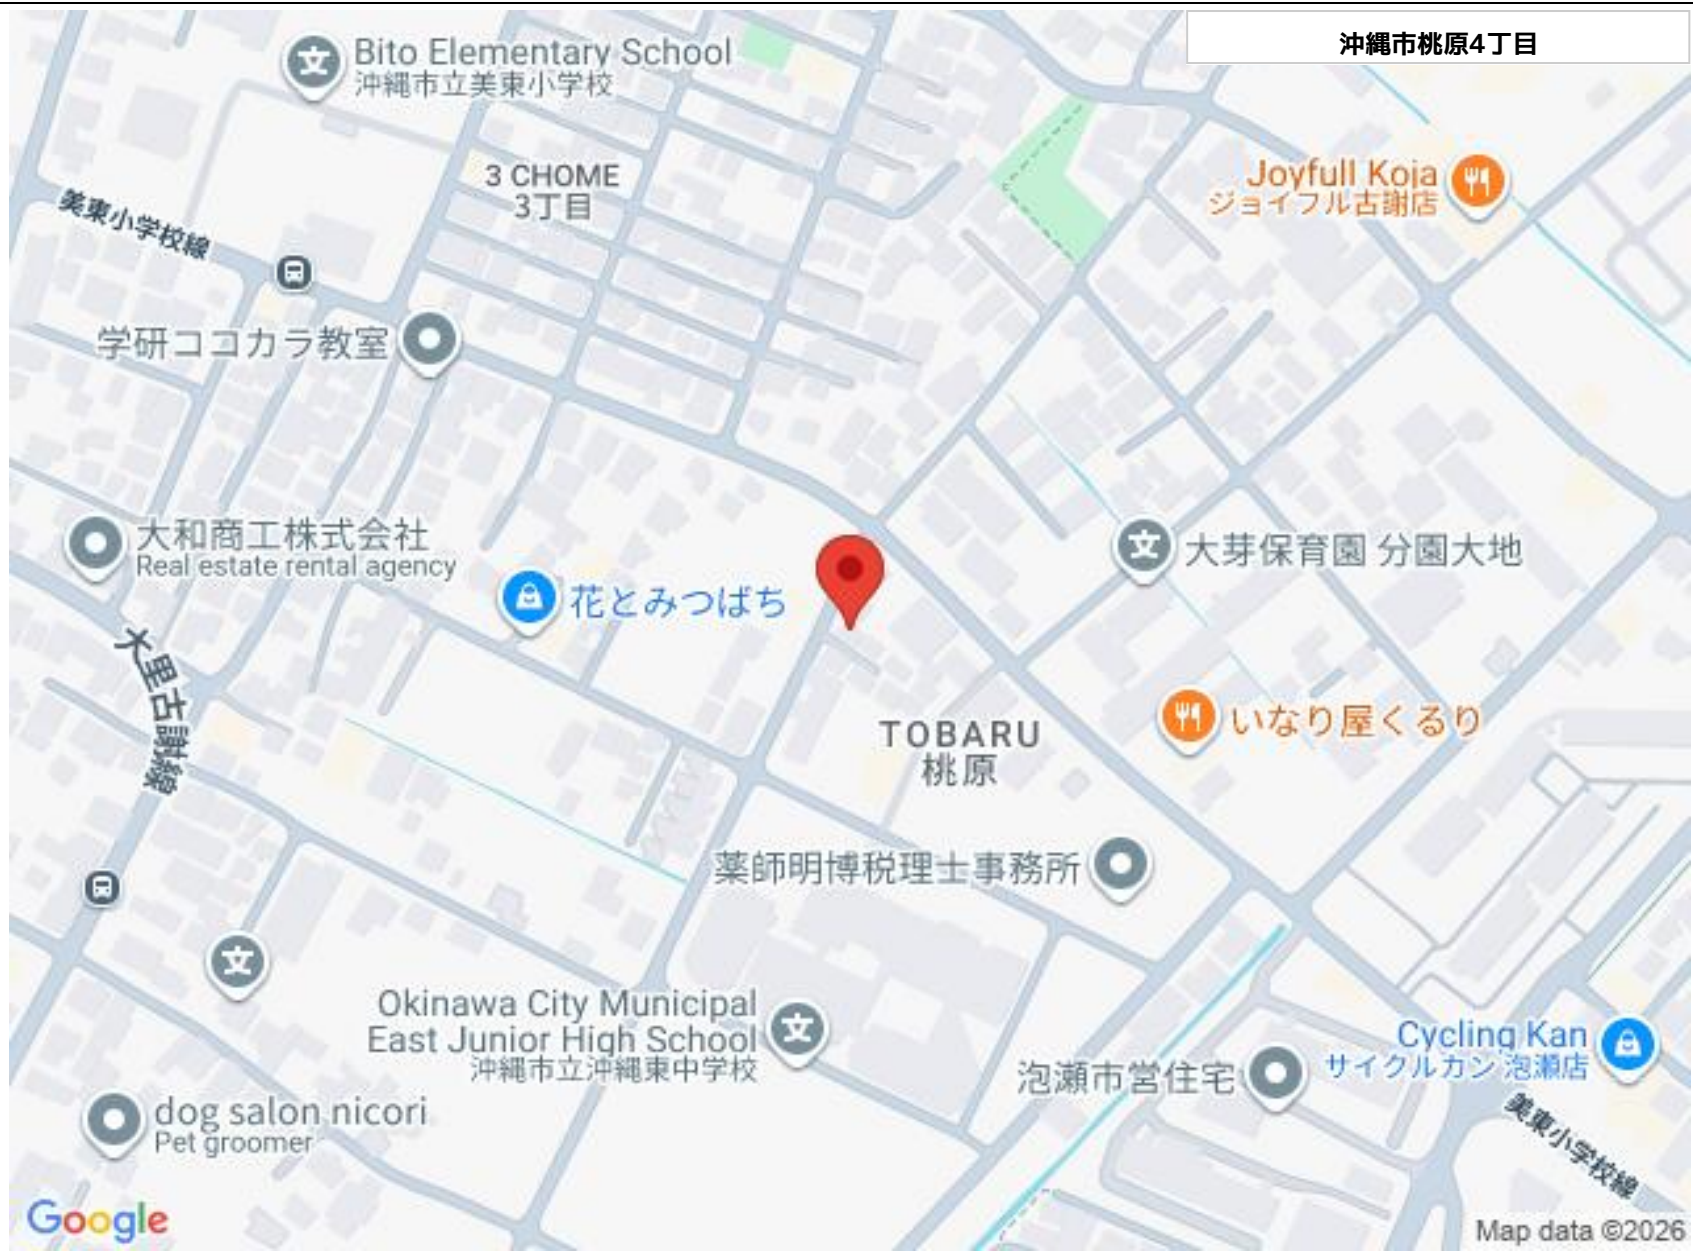 沖縄市桃原4丁目
Bito Elementary School
沖縄市立美東小学校
3 CHOME
3丁目
Joyfull Koja
ジョイフル古謝店
美東小学校線
学研ココカラ教室
大和商工株式会社
Real estate rental agency
花とみつばち
大芽保育園 分園大地
大里古謝線
いなり屋くるり
TOBARU
桃原
薬師明博税理士事務所
Okinawa City Municipal
East Junior High School
沖縄市立沖縄東中学校
泡瀬市営住宅
Cycling Kan
サイクルカン 泡瀬店
dog salon nicori
Pet groomer
美東小学校線
Google
Map data ©2026
文
文
文
文